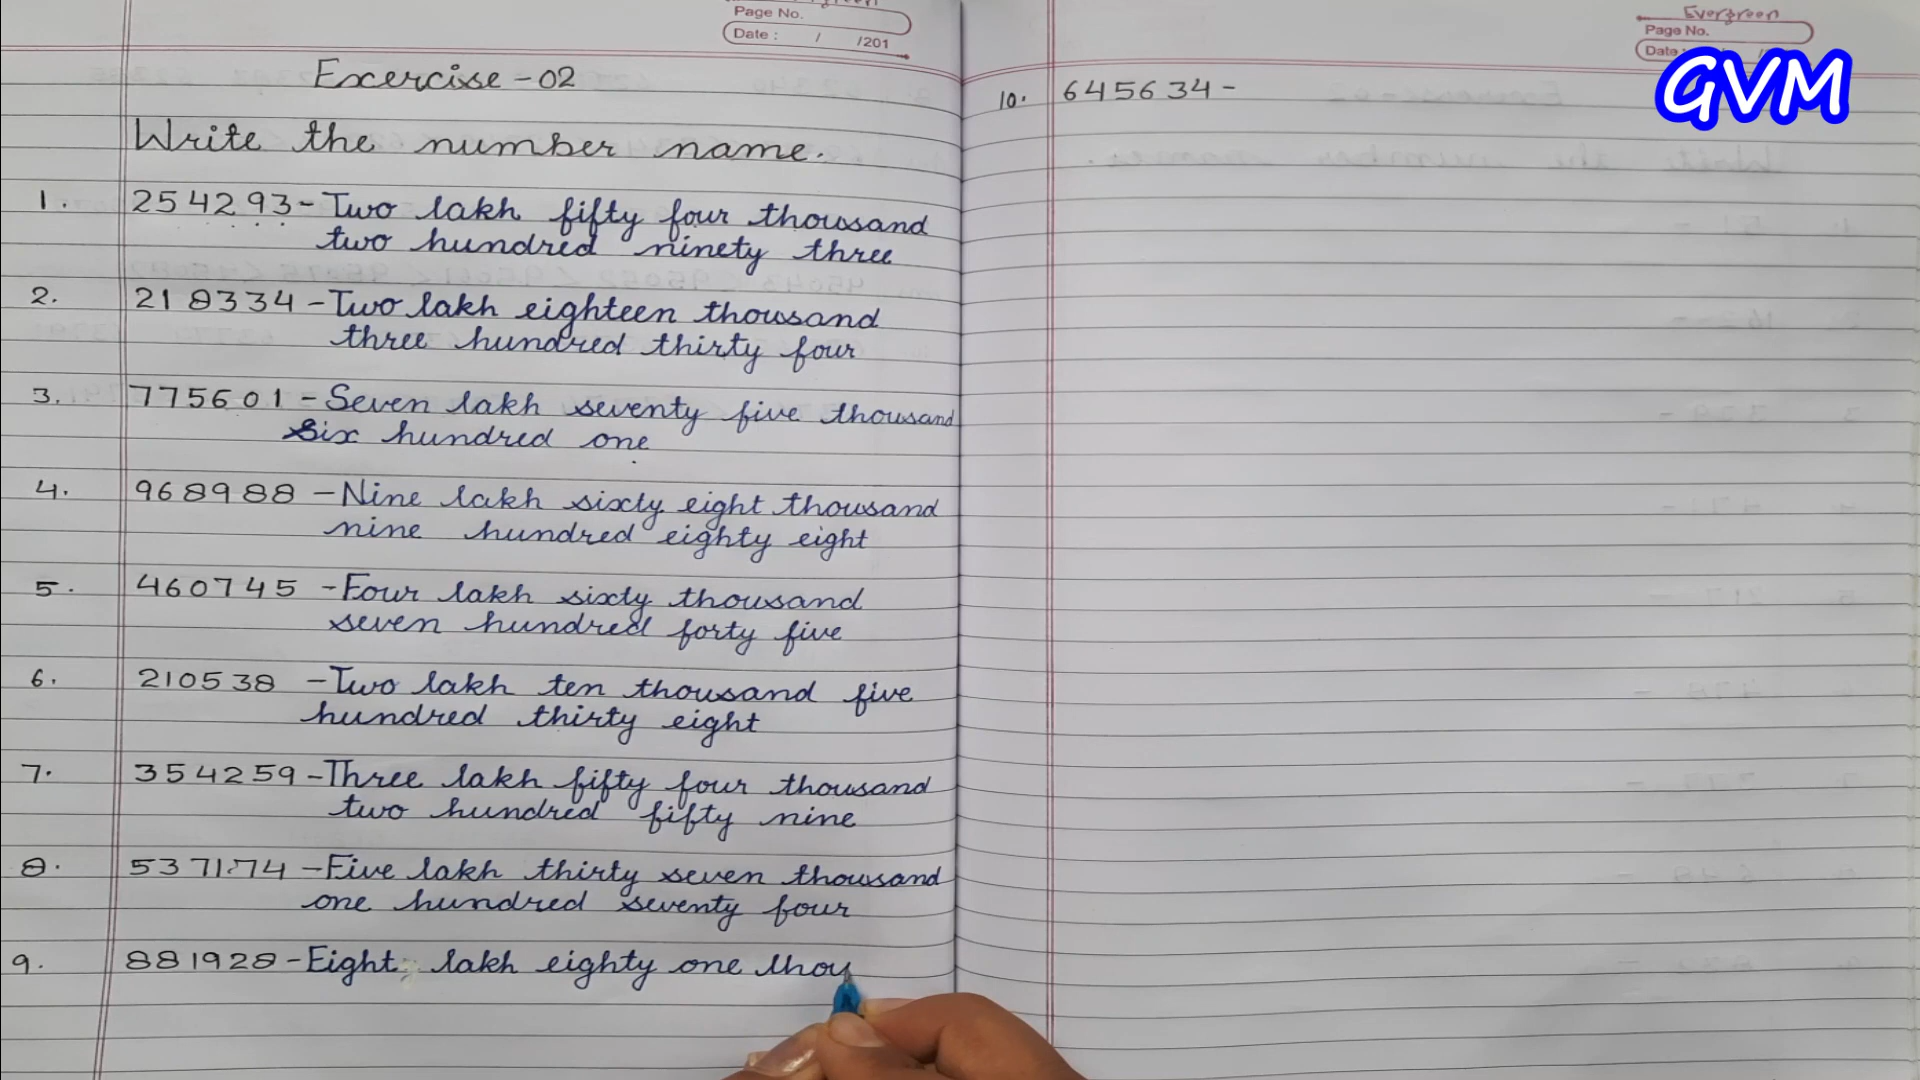 Page No.
Date : / /201
Excercise - 02
Write the number name.
1. 254293 - Two lakh fifty four thousand
two hundred ninety three
2. 218334 - Two lakh eighteen thousand
three hundred thirty four
3. 775601 - Seven lakh seventy five thousand
six hundred one
4. 968988 - Nine lakh sixty eight thousand
nine hundred eighty eight
5. 460745 - Four lakh sixty thousand
seven hundred forty five
6. 210538 - Two lakh ten thousand five
hundred thirty eight
7. 354259 - Three lakh fifty four thousand
two hundred fifty nine
8. 537174 - Five lakh thirty seven thousand
one hundred seventy four
9. 881928 - Eight lakh eighty one thou
Evergreen
Page No.
Date :
GVM
10. 645634 -